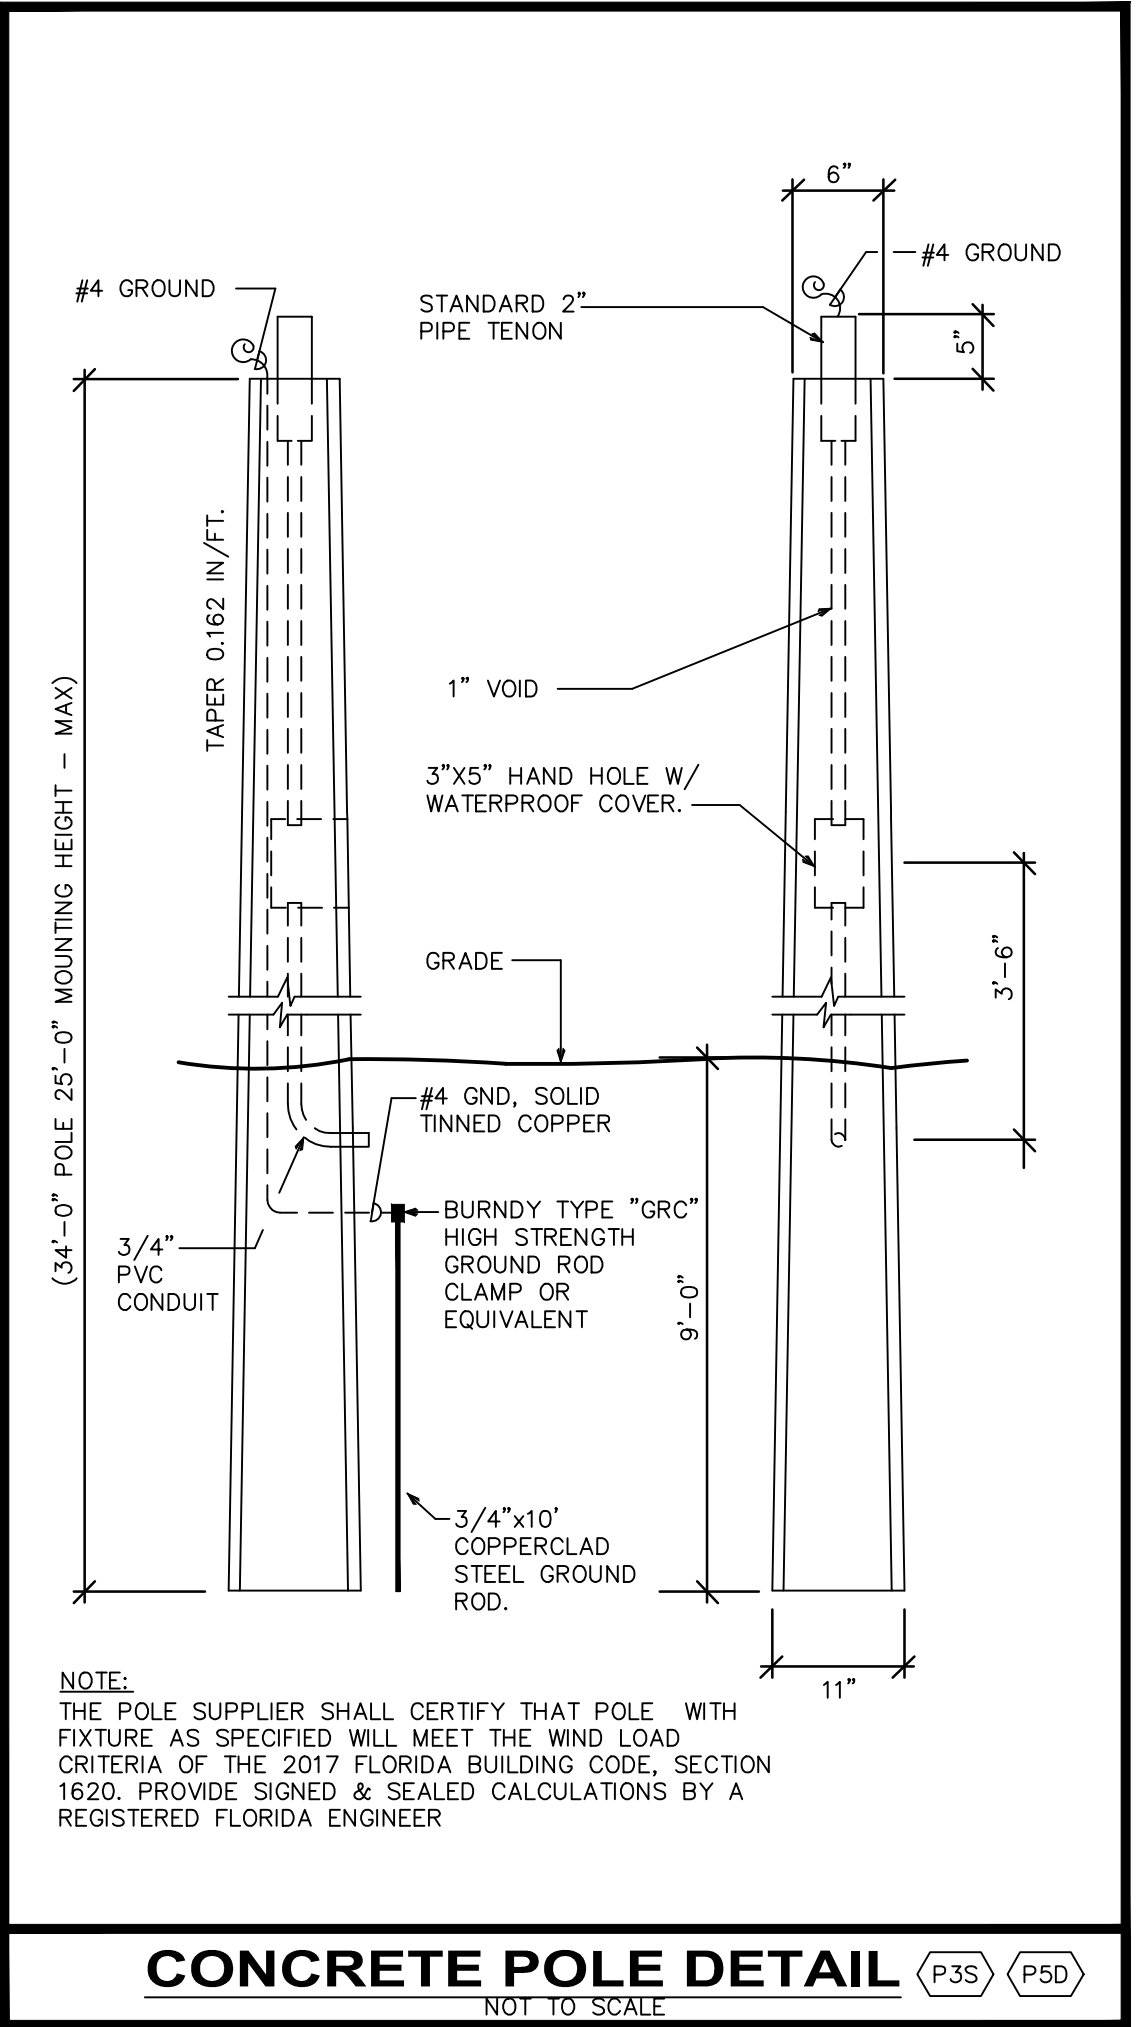 6"
#4 GROUND
#4 GROUND
STANDARD 2"
PIPE TENON
5"
TAPER 0.162 IN/FT.
(34'-0" POLE 25'-0" MOUNTING HEIGHT - MAX)
1" VOID
3"X5" HAND HOLE W/
WATERPROOF COVER.
3'-6"
GRADE
#4 GND, SOLID
TINNED COPPER
BURNDY TYPE "GRC"
HIGH STRENGTH
GROUND ROD
CLAMP OR
EQUIVALENT
3/4"
PVC
CONDUIT
9'-0"
3/4"x10'
COPPERCLAD
STEEL GROUND
ROD.
11"
NOTE:
THE POLE SUPPLIER SHALL CERTIFY THAT POLE WITH
FIXTURE AS SPECIFIED WILL MEET THE WIND LOAD
CRITERIA OF THE 2017 FLORIDA BUILDING CODE, SECTION
1620. PROVIDE SIGNED & SEALED CALCULATIONS BY A
REGISTERED FLORIDA ENGINEER
CONCRETE POLE DETAIL P3S P5D
NOT TO SCALE